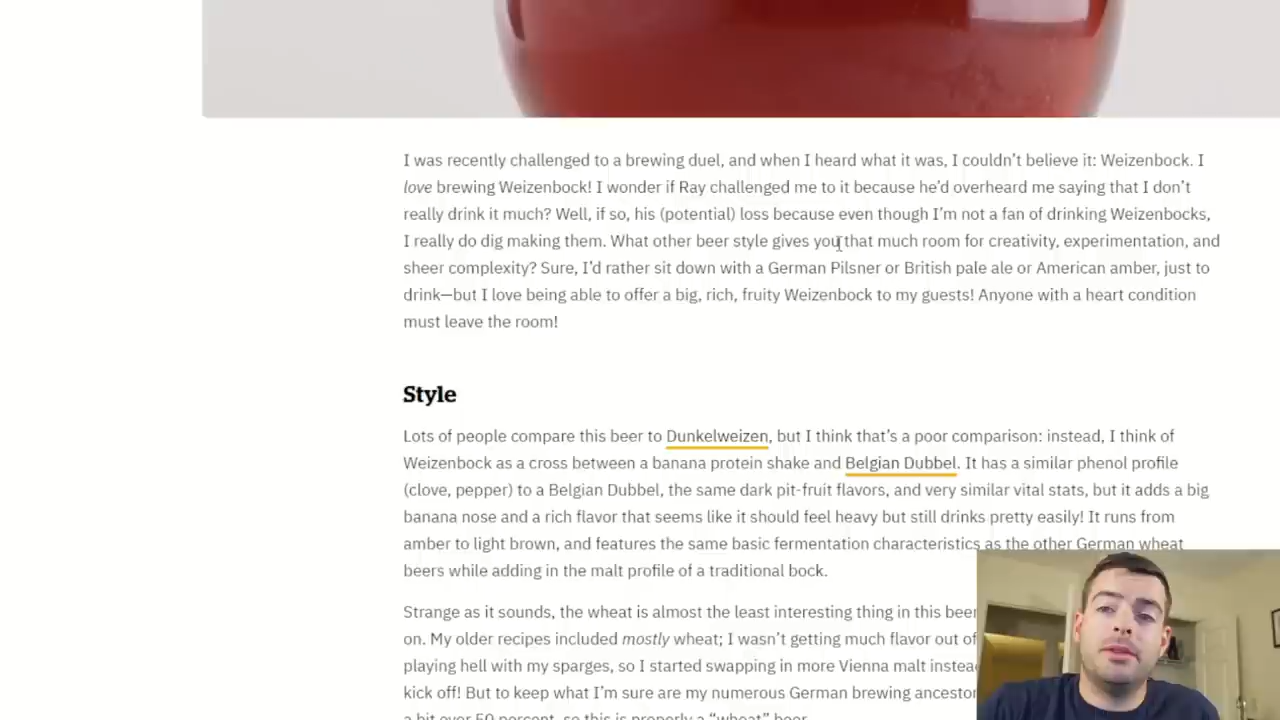 I was recently challenged to a brewing duel, and when I heard what it was, I couldn’t believe it: Weizenbock. I
love brewing Weizenbock! I wonder if Ray challenged me to it because he’d overheard me saying that I don’t
really drink it much? Well, if so, his (potential) loss because even though I’m not a fan of drinking Weizenbocks,
I really do dig making them. What other beer style gives you that much room for creativity, experimentation, and
sheer complexity? Sure, I’d rather sit down with a German Pilsner or British pale ale or American amber, just to
drink—but I love being able to offer a big, rich, fruity Weizenbock to my guests! Anyone with a heart condition
must leave the room!
Style
Lots of people compare this beer to Dunkelweizen, but I think that’s a poor comparison: instead, I think of
Weizenbock as a cross between a banana protein shake and Belgian Dubbel. It has a similar phenol profile
(clove, pepper) to a Belgian Dubbel, the same dark pit-fruit flavors, and very similar vital stats, but it adds a big
banana nose and a rich flavor that seems like it should feel heavy but still drinks pretty easily! It runs from
amber to light brown, and features the same basic fermentation characteristics as the other German wheat
beers while adding in the malt profile of a traditional bock.
Strange as it sounds, the wheat is almost the least interesting thing in this beer
on. My older recipes included mostly wheat; I wasn’t getting much flavor out of
playing hell with my sparges, so I started swapping in more Vienna malt instea
kick off! But to keep what I’m sure are my numerous German brewing ancestor
a bit over 50 percent, so this is properly a “wheat” beer.